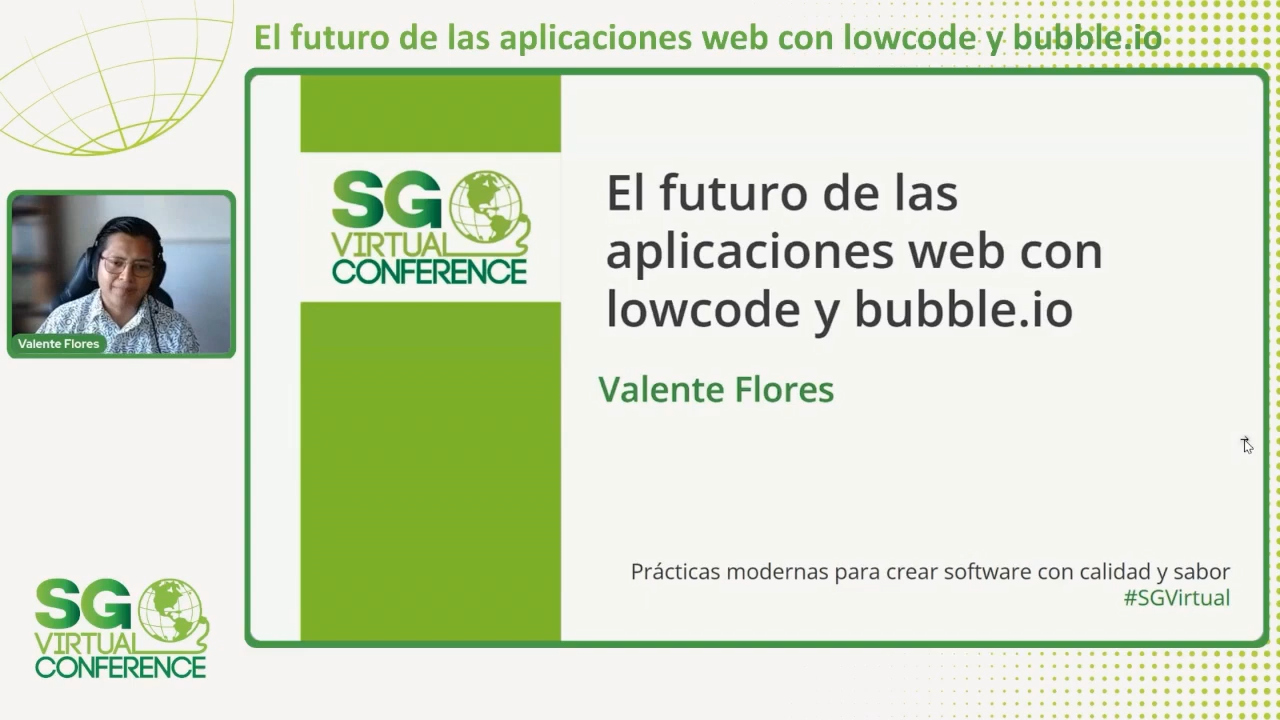 El futuro de las aplicaciones web con lowcode y bubble.io
SG
VIRTUAL
CONFERENCE
El futuro de las
aplicaciones web con
lowcode y bubble.io
Valente Flores
Valente Flores
Prácticas modernas para crear software con calidad y sabor
#SGVirtual
SG
VIRTUAL
CONFERENCE